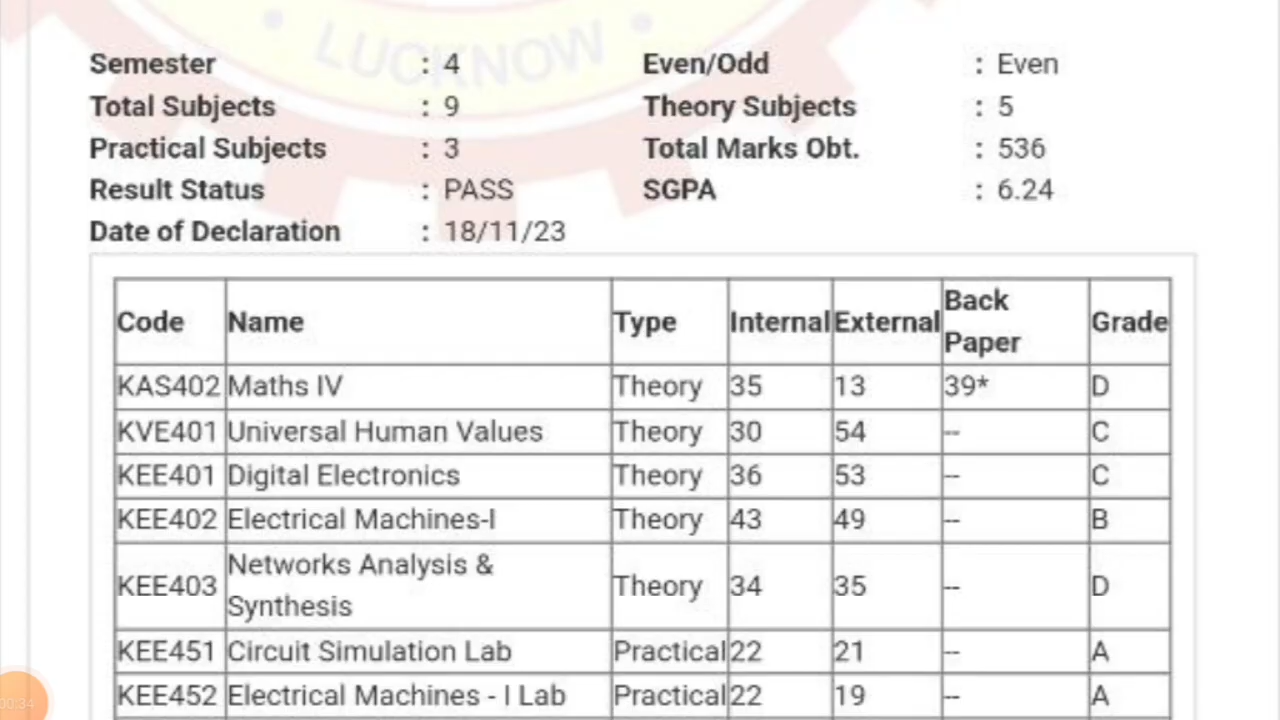 LUCKNOW
Semester : 4 Even/Odd : Even
Total Subjects : 9 Theory Subjects : 5
Practical Subjects : 3 Total Marks Obt. : 536
Result Status : PASS SGPA : 6.24
Date of Declaration : 18/11/23
Code Name Type Internal External Back Paper Grade
KAS402 Maths IV Theory 35 13 39* D
KVE401 Universal Human Values Theory 30 54 -- C
KEE401 Digital Electronics Theory 36 53 -- C
KEE402 Electrical Machines-I Theory 43 49 -- B
KEE403 Networks Analysis & Synthesis Theory 34 35 -- D
KEE451 Circuit Simulation Lab Practical 22 21 -- A
KEE452 Electrical Machines - I Lab Practical 22 19 -- A
00:34